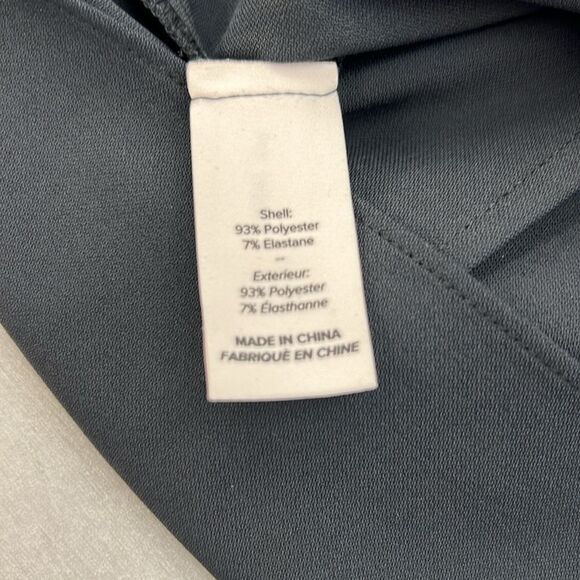 Shell:
93% Polyester
7% Elastane
–
Exterieur:
93% Polyester
7% Élasthanne
MADE IN CHINA
FABRIQUÉ EN CHINE